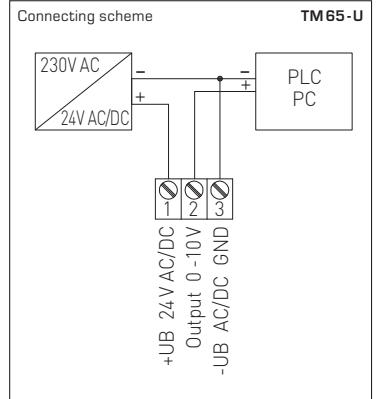 Connecting scheme TM65-U
230V AC
24V AC/DC
–
+
–
+
PLC
PC
1 2 3
+UB 24V AC/DC
Output 0-10V
-UB AC/DC GND